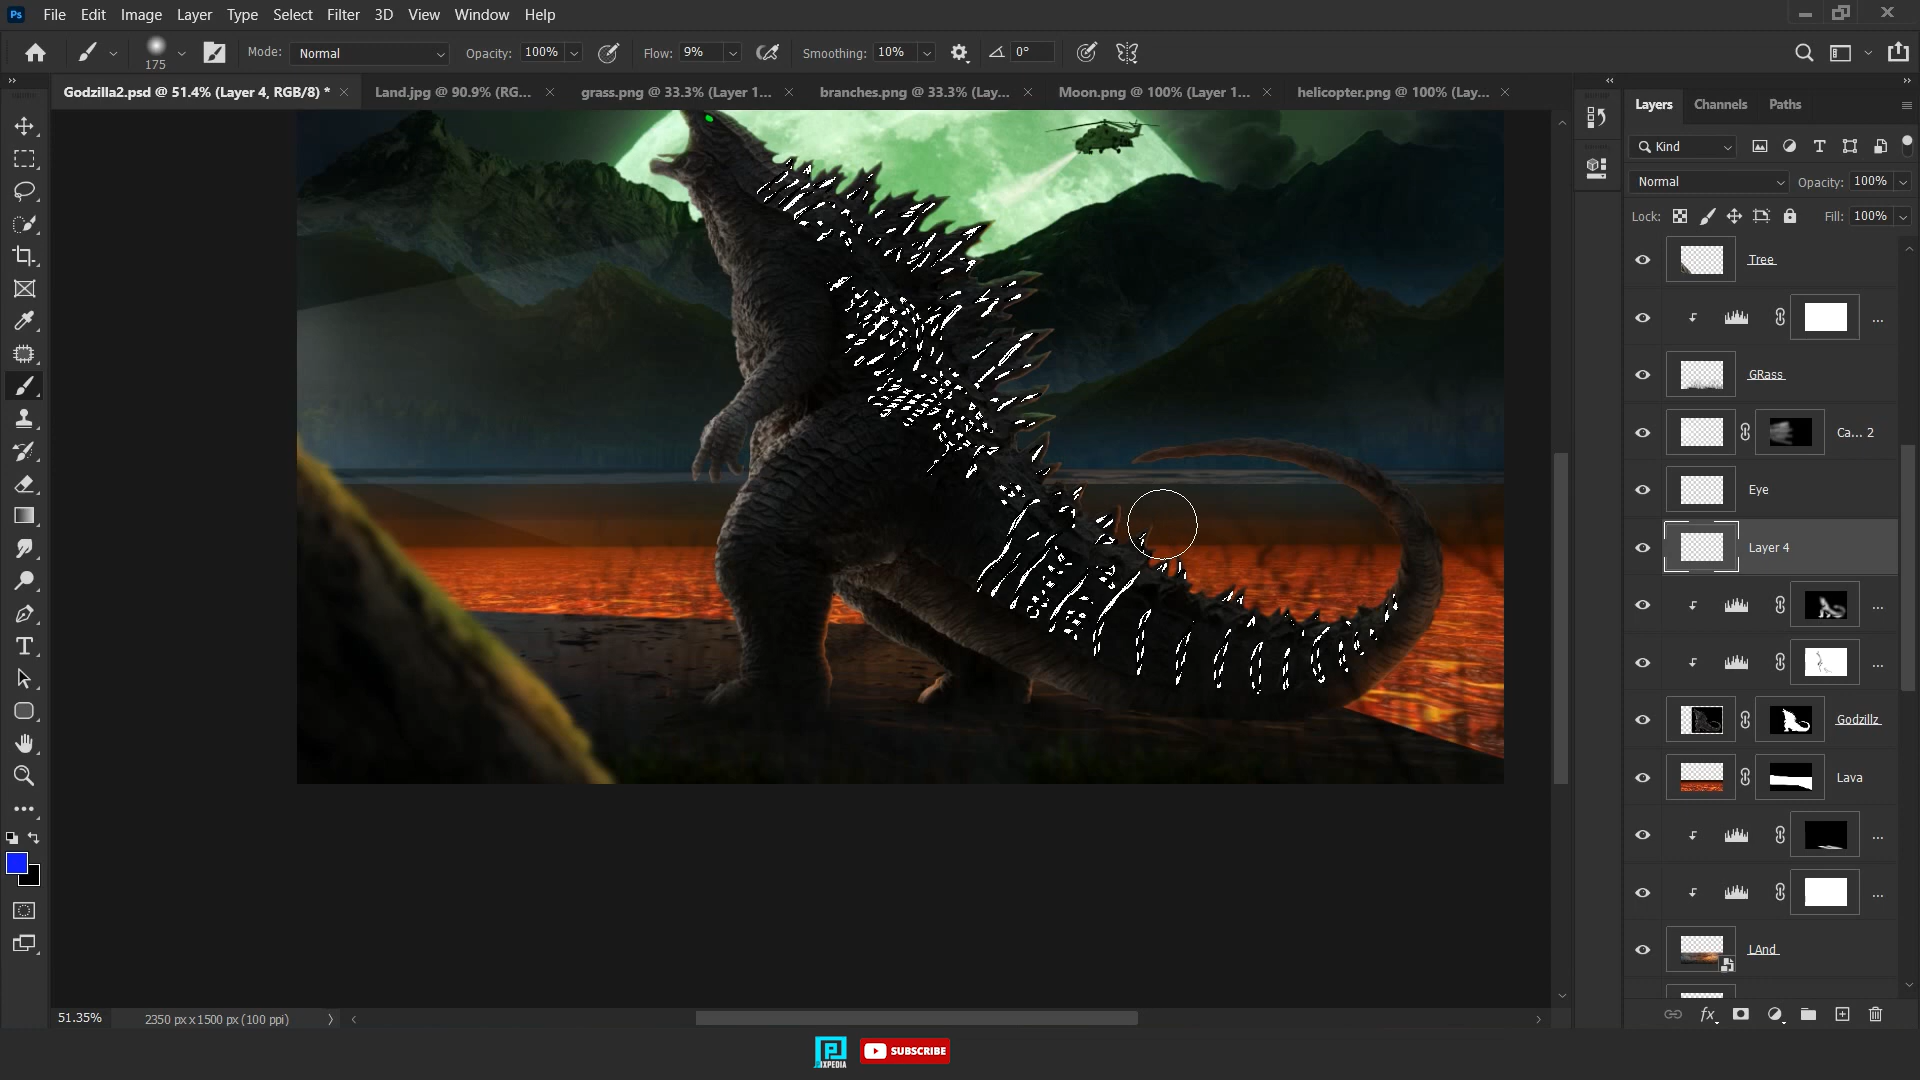 Ps File Edit Image Layer Type Select Filter 3D View Window Help
175 Mode: Normal Opacity: 100% Flow: 9% Smoothing: 10% 0°
Godzilla2.psd @ 51.4% (Layer 4, RGB/8) * Land.jpg @ 90.9% (RG... grass.png @ 33.3% (Layer 1... branches.png @ 33.3% (Lay... Moon.png @ 100% (Layer 1... helicopter.png @ 100% (Lay...
Layers Channels Paths
Kind
Normal Opacity: 100%
Lock: Fill: 100%
Tree
...
GRass
Ca... 2
Eye
Layer 4
...
...
Godzillz
Lava
...
...
LAnd
51.35% 2350 px x 1500 px (100 ppi)
fx
PIXPEDIA SUBSCRIBE